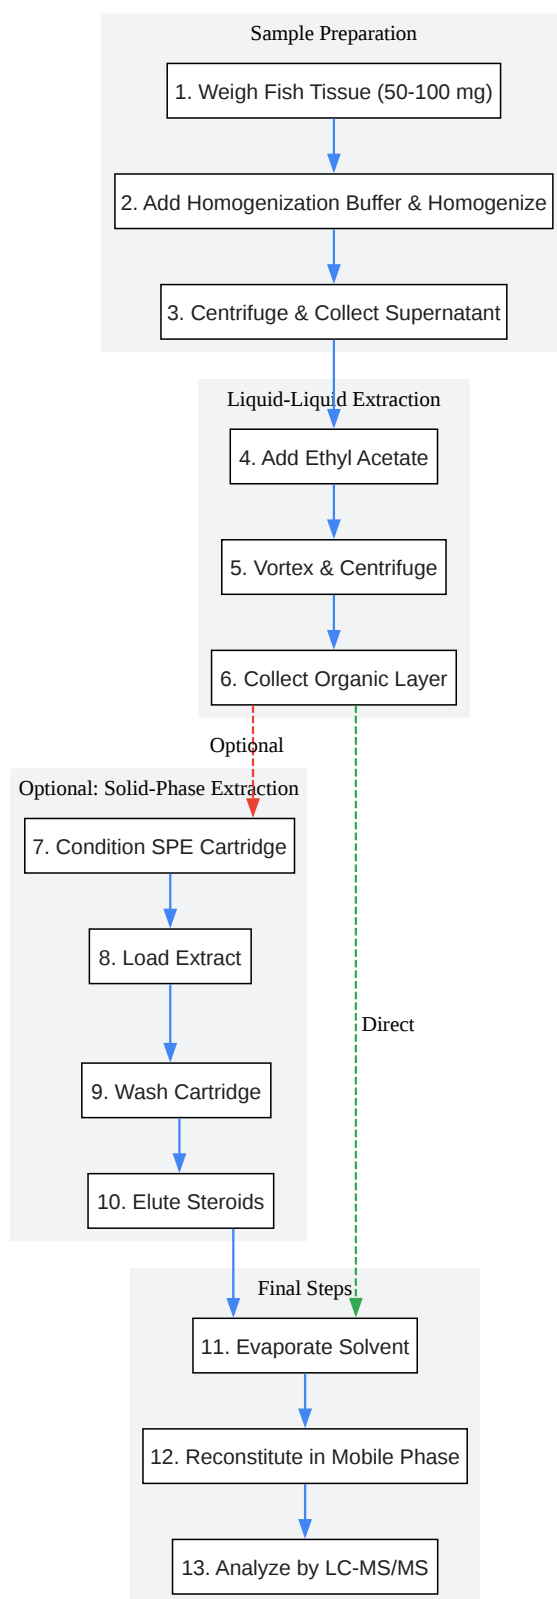 Sample Preparation
1. Weigh Fish Tissue (50-100 mg)
2. Add Homogenization Buffer & Homogenize
3. Centrifuge & Collect Supernatant
Liquid-Liquid Extraction
4. Add Ethyl Acetate
5. Vortex & Centrifuge
6. Collect Organic Layer
Optional
Optional: Solid-Phase Extraction
7. Condition SPE Cartridge
8. Load Extract
Direct
9. Wash Cartridge
10. Elute Steroids
Final Steps
11. Evaporate Solvent
12. Reconstitute in Mobile Phase
13. Analyze by LC-MS/MS